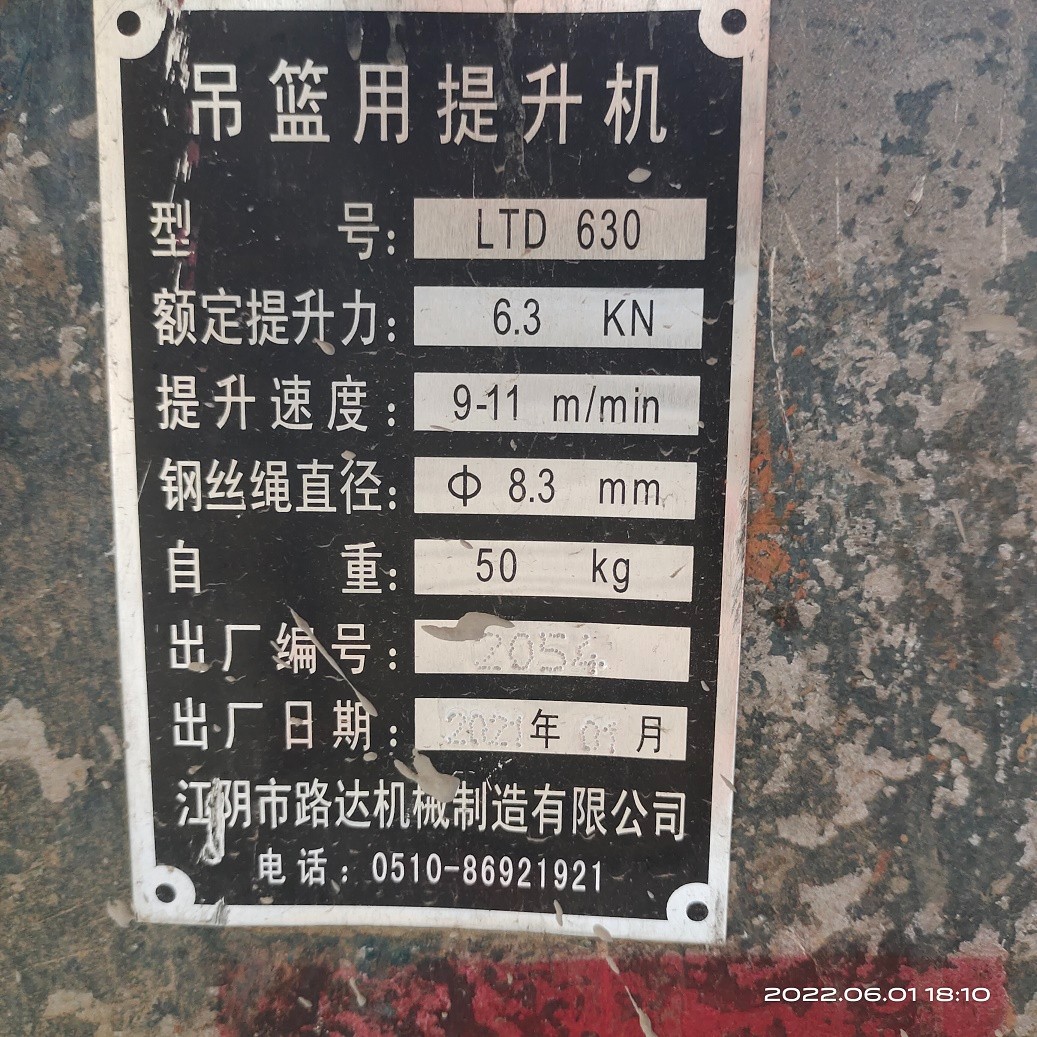 吊篮用提升机
型 号: LTD 630
额定提升力: 6.3 KN
提升速度: 9-11 m/min
钢丝绳直径: Φ 8.3 mm
自 重: 50 kg
出厂编号: 2054
出厂日期: 2021年 01月
江阴市路达机械制造有限公司
电话: 0510-86921921
2022.06.01 18:10